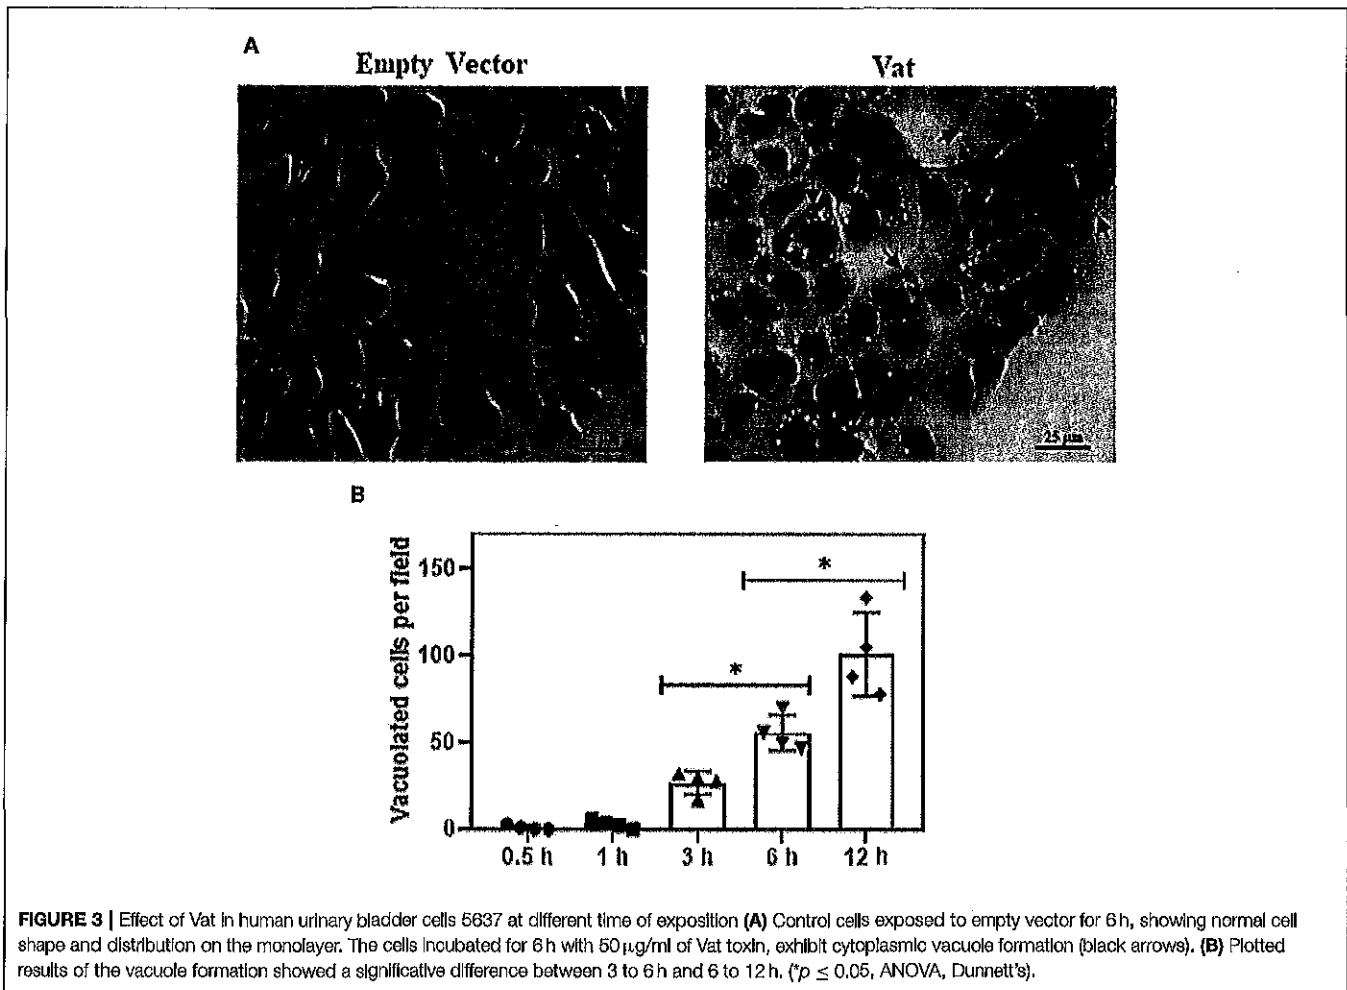 A
Empty Vector
Vat
25 μm
B
Vacuolated cells per field
150
100
50
0
*
*
0.5 h
1 h
3 h
6 h
12 h
FIGURE 3 | Effect of Vat in human urinary bladder cells 5637 at different time of exposition (A) Control cells exposed to empty vector for 6 h, showing normal cell
shape and distribution on the monolayer. The cells incubated for 6 h with 50 μg/ml of Vat toxin, exhibit cytoplasmic vacuole formation (black arrows). (B) Plotted
results of the vacuole formation showed a significative difference between 3 to 6 h and 6 to 12 h. (*p ≤ 0.05, ANOVA, Dunnett's).